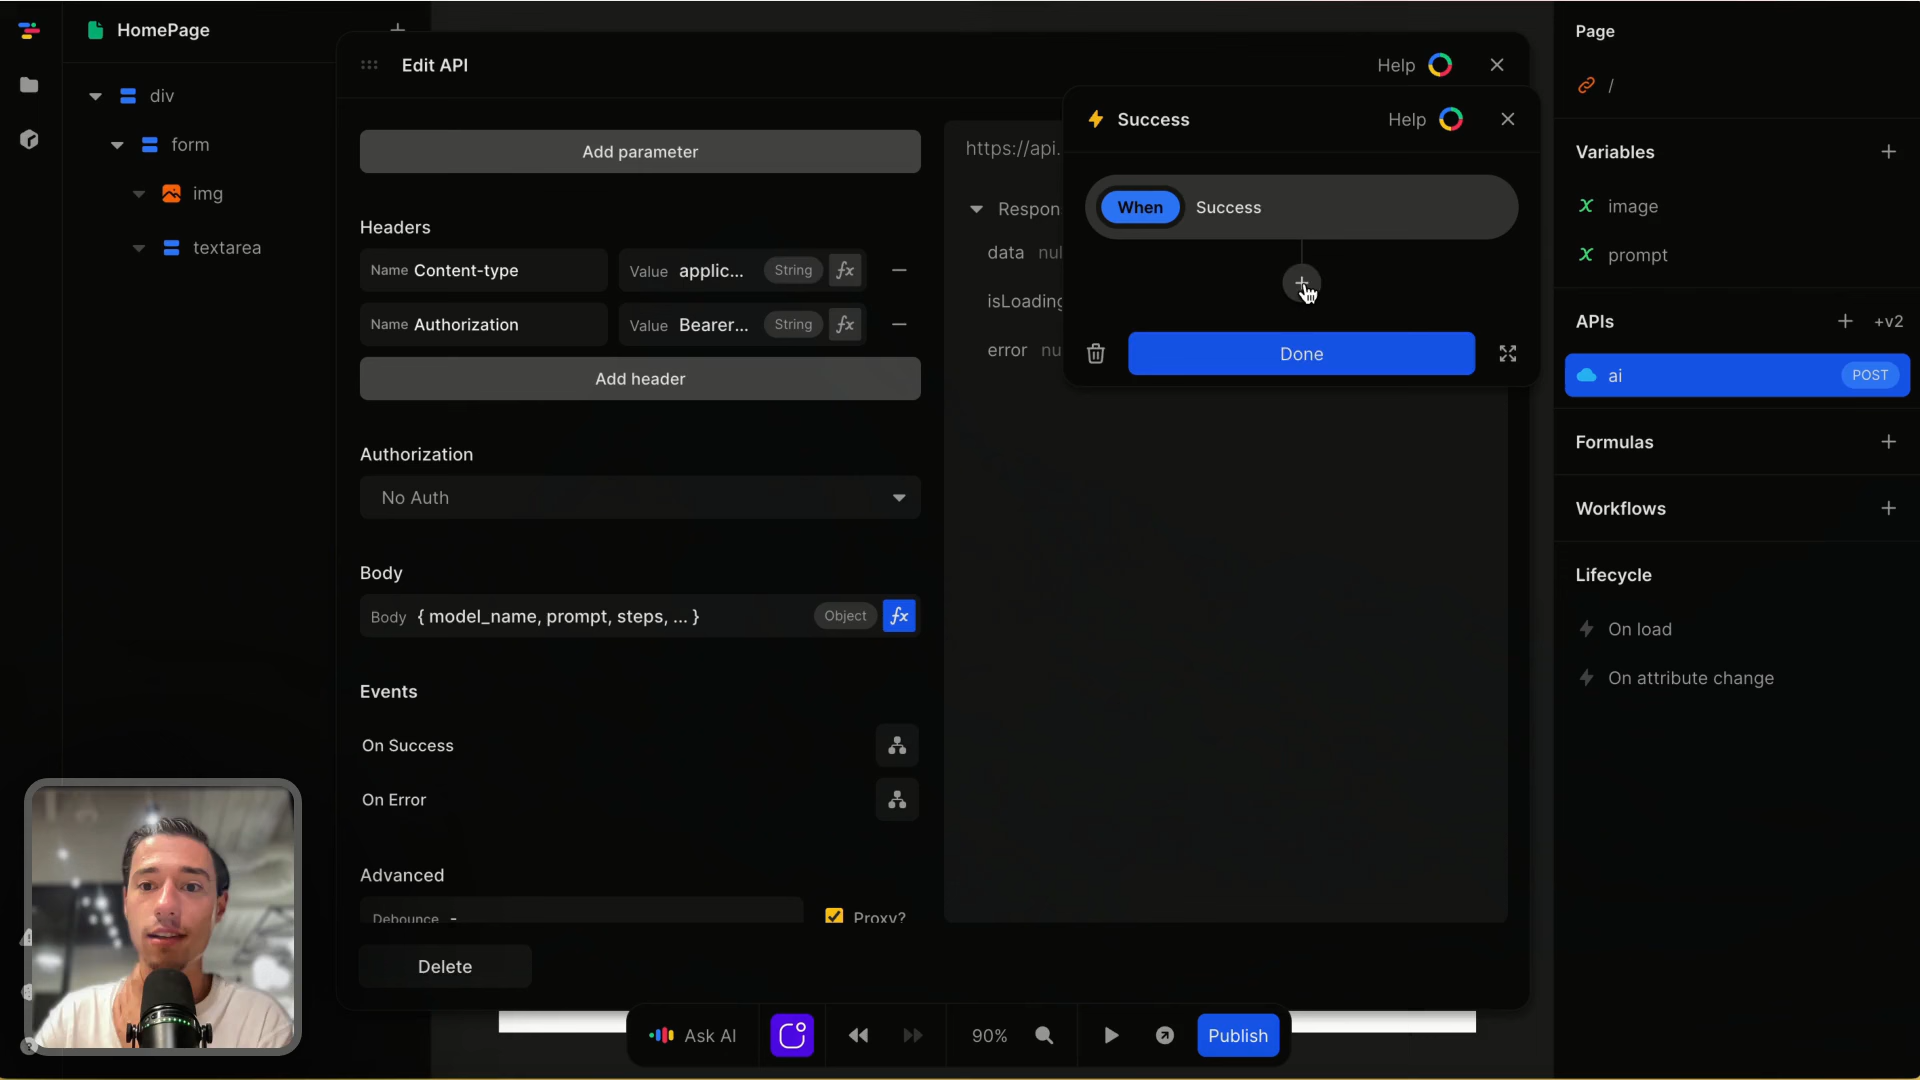 HomePage
div
form
img
textarea
Edit API
Help
Add parameter
Headers
Name Content-type
Value applic... String fx
Name Authorization
Value Bearer... String fx
Add header
Authorization
No Auth
Body
Body { model_name, prompt, steps, ... } Object fx
Events
On Success
On Error
Advanced
Debounce -
Proxy?
Delete
https://api.
Respon
data nul
isLoading
error nu
Success
Help
When Success
Done
Ask AI
90%
Publish
Page
/
Variables
image
prompt
APIs
+v2
ai POST
Formulas
Workflows
Lifecycle
On load
On attribute change